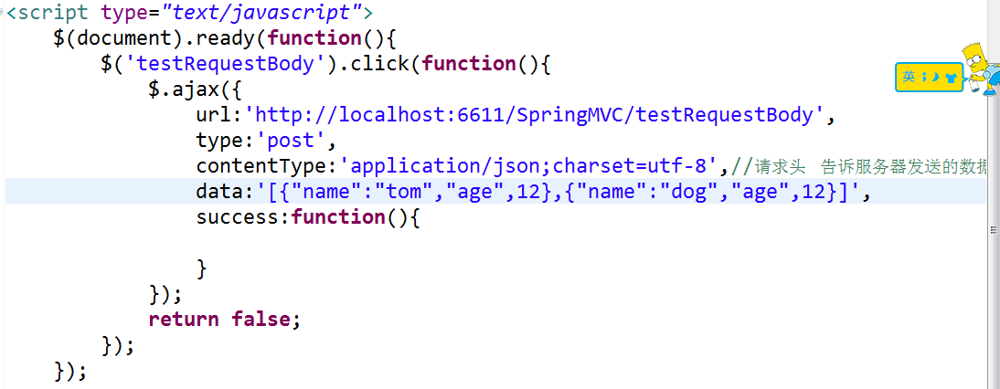 <script type="text/javascript">
$(document).ready(function(){
$('testRequestBody').click(function(){
$.ajax({
url:'http://localhost:6611/SpringMVC/testRequestBody',
type:'post',
contentType:'application/json;charset=utf-8',//请求头 告诉服务器发送的数据
data:'[{"name":"tom","age",12},{"name":"dog","age",12}]',
success:function(){
}
});
return false;
});
});
英